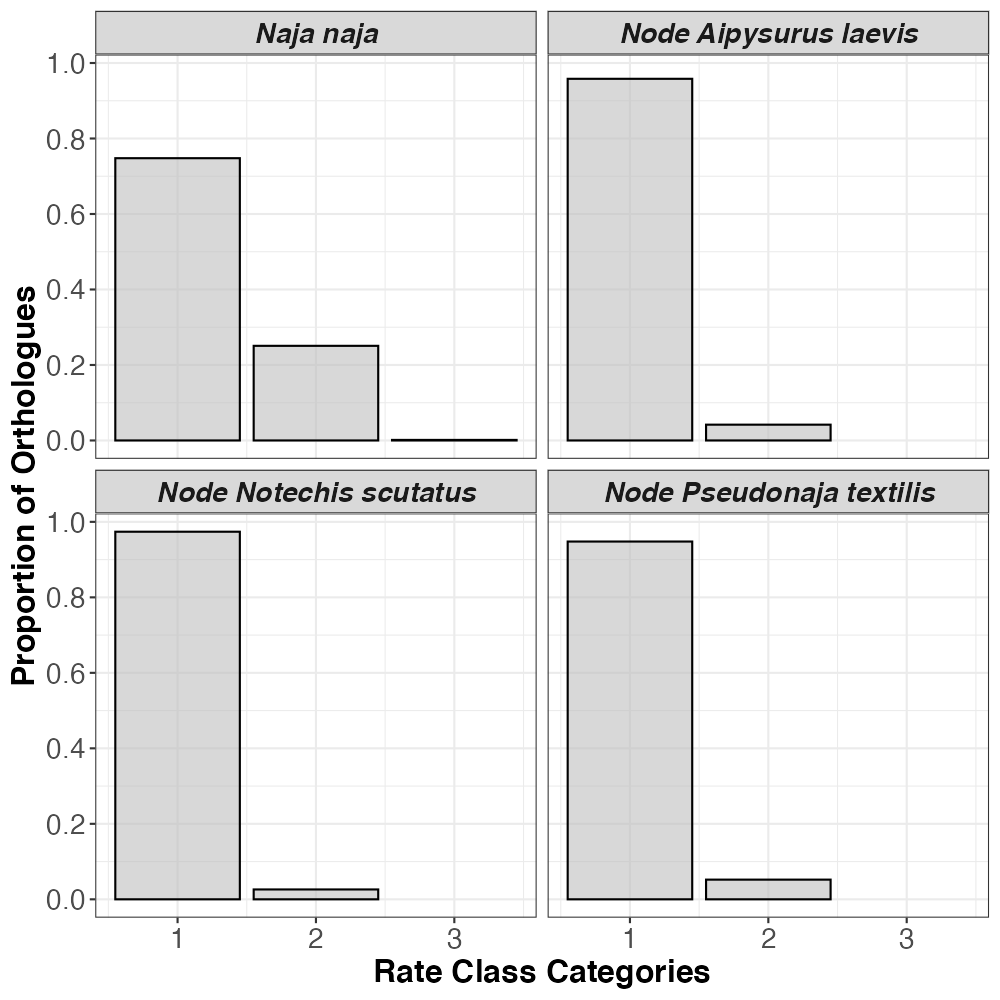 Naja naja
Node Aipysurus laevis
1.0
0.8
0.6
0.4
0.2
0.0
Node Notechis scutatus
Node Pseudonaja textilis
1.0
0.8
0.6
0.4
0.2
0.0
1 2 3
1 2 3
Rate Class Categories
Proportion of Orthologues